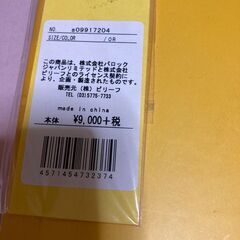 NO. s09917204
SIZE/COLOR / OR
この商品は、株式会社バロック
ジャパンリミテッドと株式会社
ビリーフとのライセンス契約に
より、企画・製造されたものです。
販売元（株）ビリーフ
TEL (03) 5775-7733
made in china
本体 ¥9,000+税
4571454732374